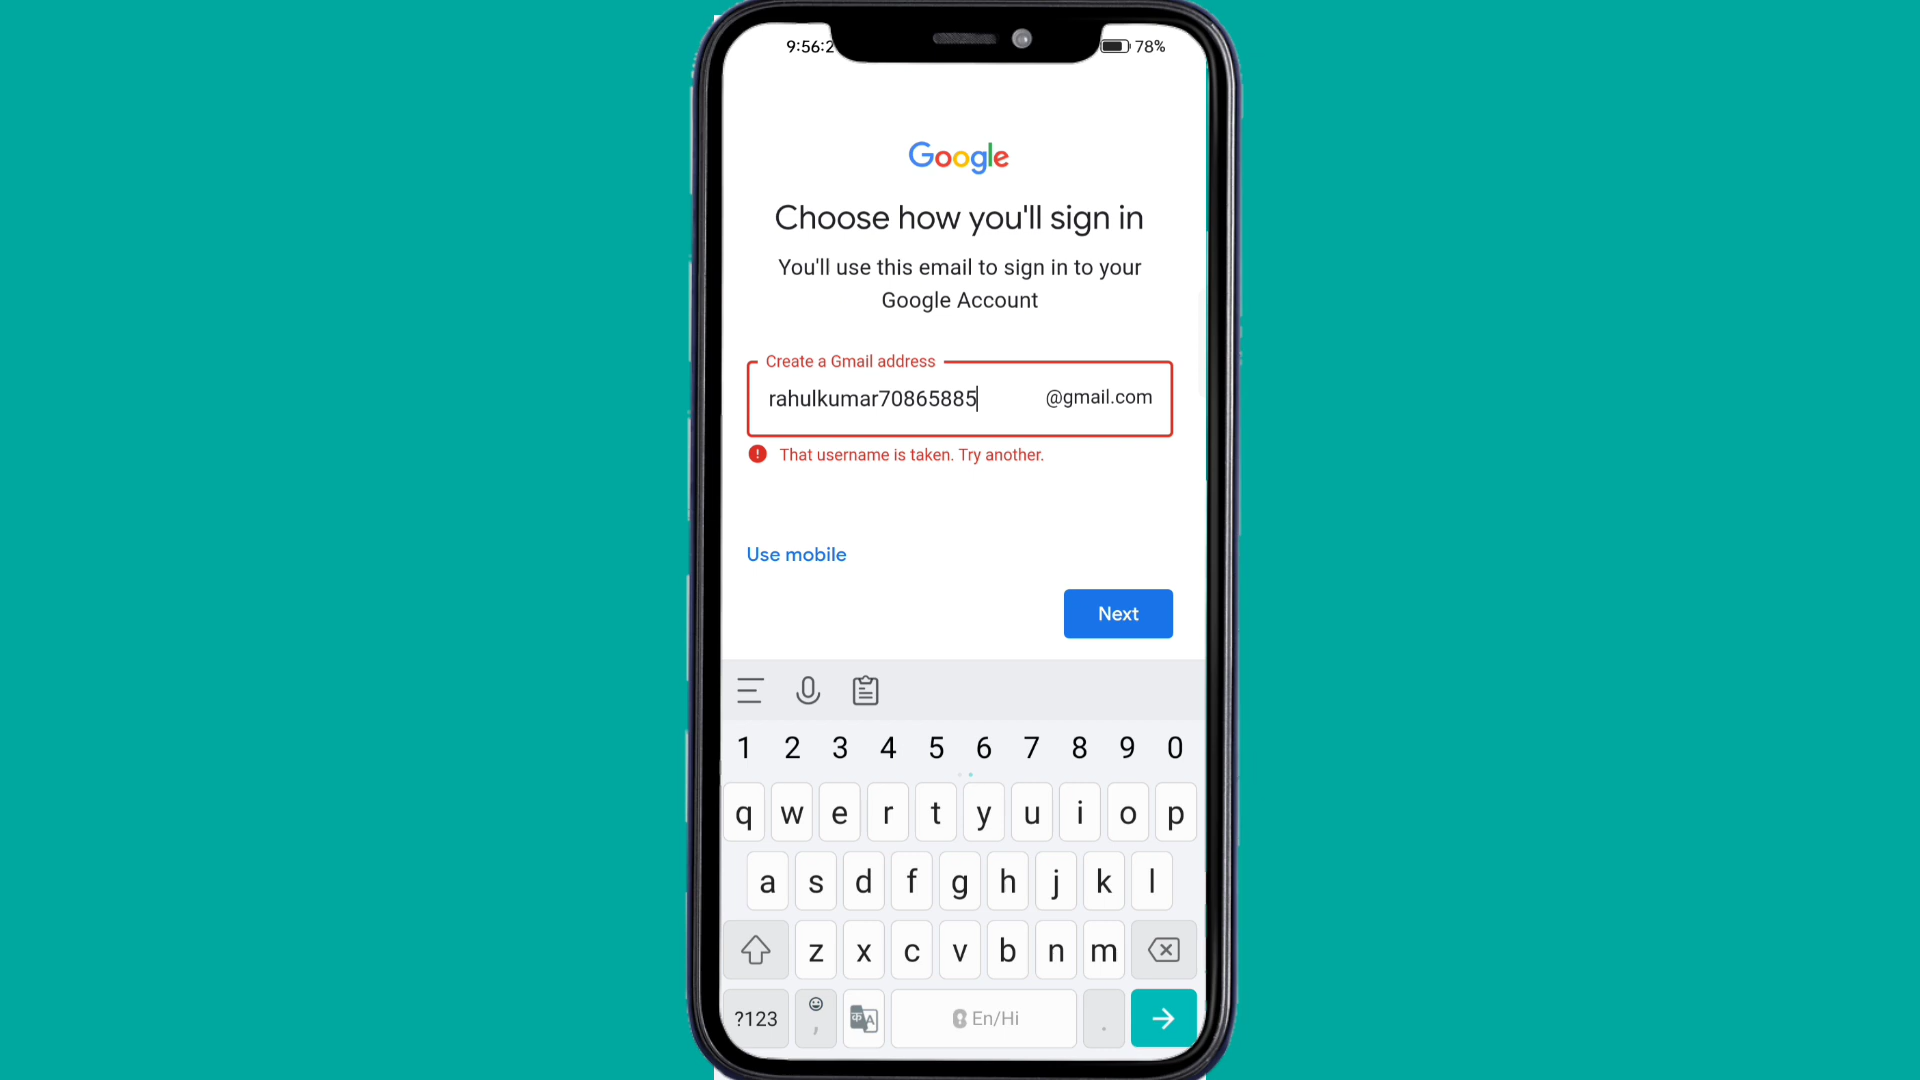 9:56:2
78%
Google
Choose how you'll sign in
You'll use this email to sign in to your
Google Account
Create a Gmail address
rahulkumar70865885 @gmail.com
! That username is taken. Try another.
Use mobile
Next
1 2 3 4 5 6 7 8 9 0
q w e r t y u i o p
a s d f g h j k l
z x c v b n m
?123 , क A En/Hi .